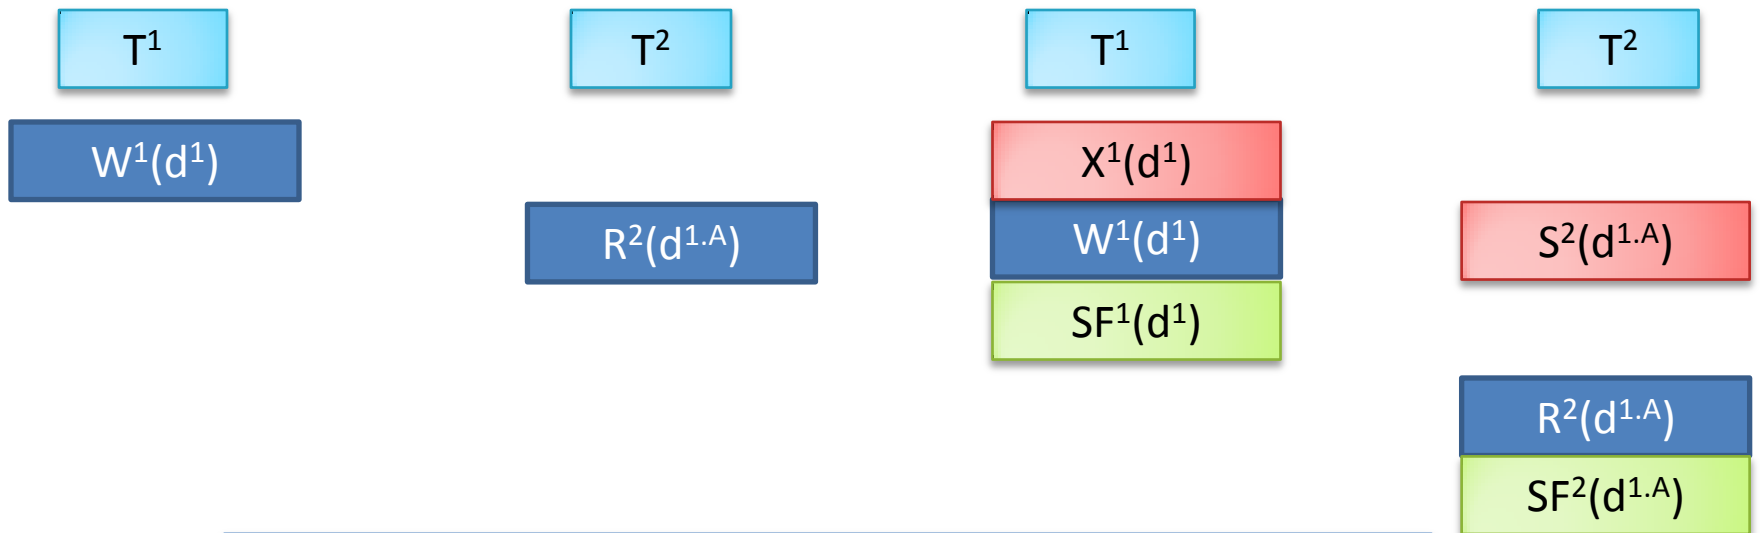 T¹ T² T¹ T²
W¹(d¹) X¹(d¹)
R²(d¹·ᴬ) W¹(d¹) S²(d¹·ᴬ)
SF¹(d¹)
R²(d¹·ᴬ)
SF²(d¹·ᴬ)